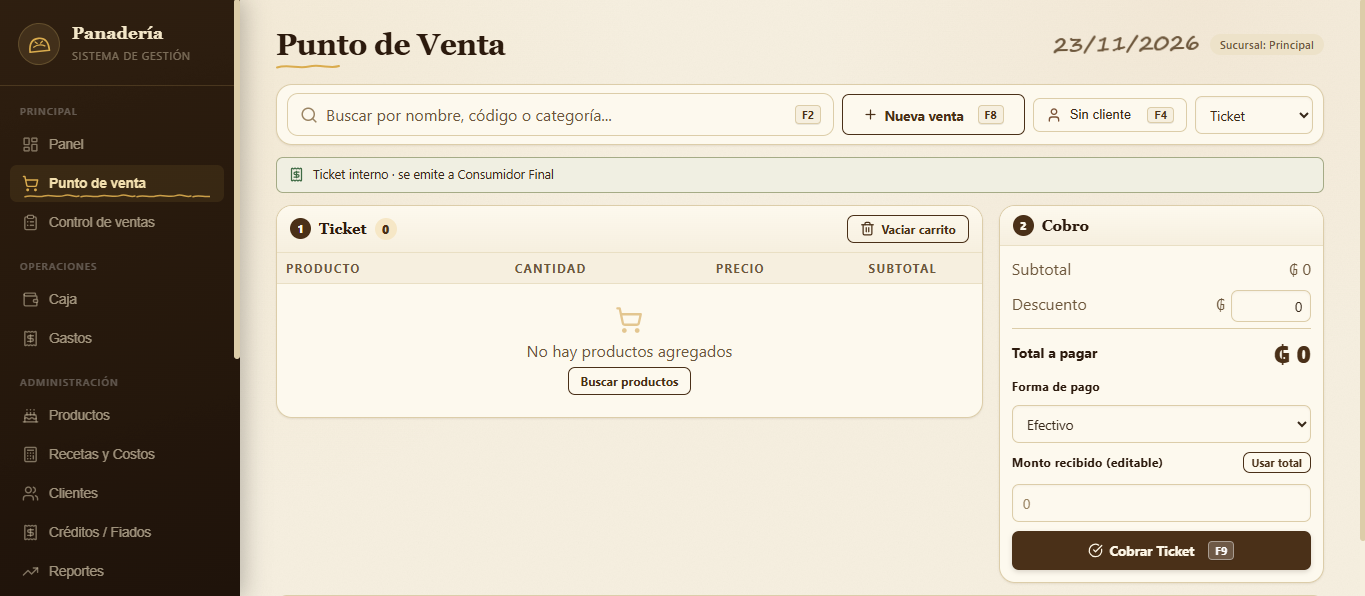 Panadería
SISTEMA DE GESTIÓN
PRINCIPAL
Panel
Punto de venta
Control de ventas
OPERACIONES
Caja
Gastos
ADMINISTRACIÓN
Productos
Recetas y Costos
Clientes
Créditos / Fiados
Reportes
Punto de Venta
23/11/2026
Sucursal: Principal
Buscar por nombre, código o categoría... F2
+ Nueva venta F8
Sin cliente F4
Ticket
Ticket interno · se emite a Consumidor Final
1 Ticket 0
Vaciar carrito
PRODUCTO CANTIDAD PRECIO SUBTOTAL
No hay productos agregados
Buscar productos
2 Cobro
Subtotal ₲ 0
Descuento ₲ 0
Total a pagar ₲ 0
Forma de pago
Efectivo
Monto recibido (editable) Usar total
0
Cobrar Ticket F9